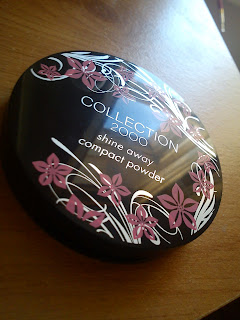 COLLECTION
2000
shine away
compact powder